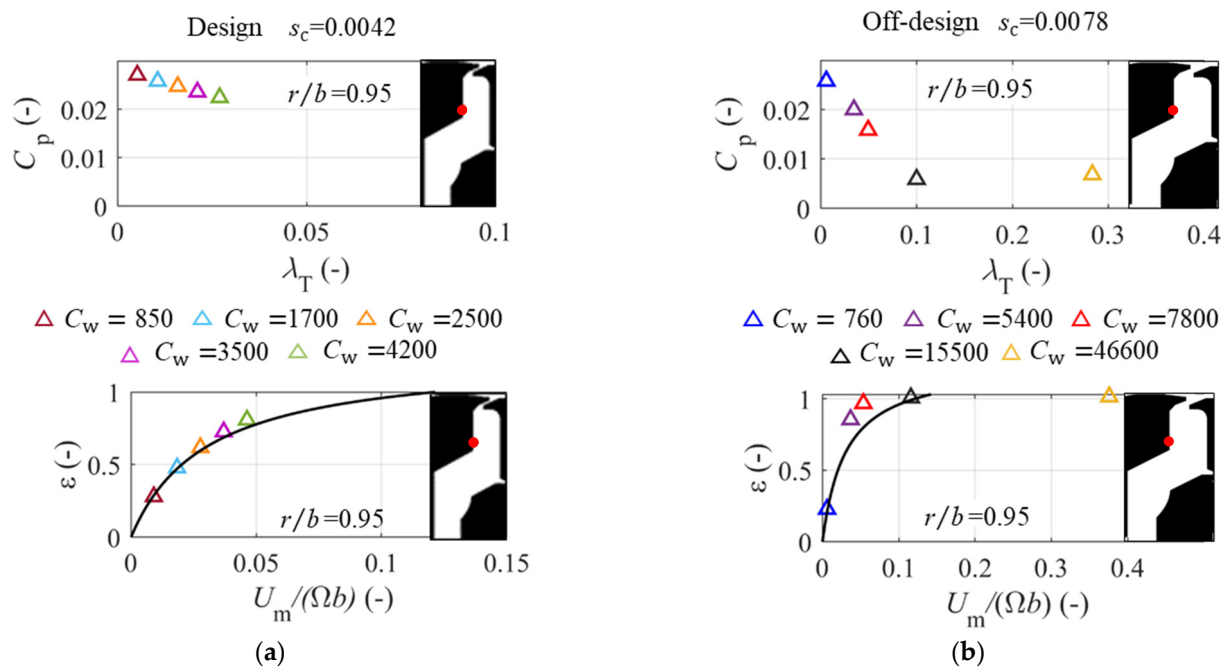 Design s_c=0.0042
C_p (-)
0.02
0.01
0
r/b=0.95
0 0.05 0.1
λ_T (-)
C_w = 850 C_w =1700 C_w =2500
C_w =3500 C_w =4200
ε (-)
1
0.5
0
r/b=0.95
0 0.05 0.1 0.15
U_m/(Ωb) (-)
(a)
Off-design s_c=0.0078
C_p (-)
0.02
0.01
0
r/b=0.95
0 0.1 0.2 0.3 0.4
λ_T (-)
C_w = 760 C_w =5400 C_w =7800
C_w =15500 C_w =46600
ε (-)
1
0.5
0
r/b=0.95
0 0.1 0.2 0.3 0.4
U_m/(Ωb) (-)
(b)